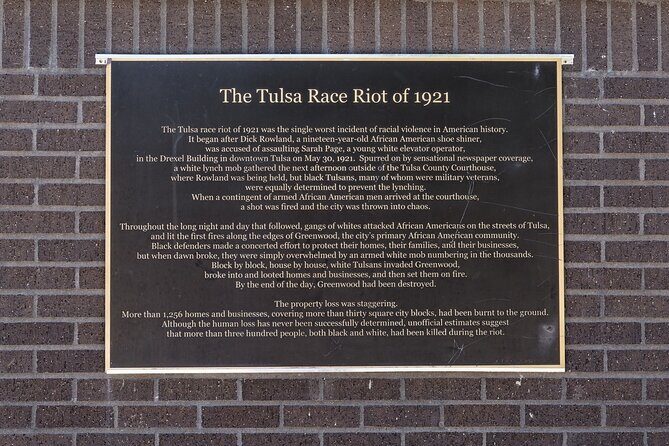 The Tulsa Race Riot of 1921
The Tulsa race riot of 1921 was the single worst incident of racial violence in American history.
It began after Dick Rowland, a nineteen-year-old African American shoe shiner,
was accused of assaulting Sarah Page, a young white elevator operator,
in the Drexel Building in downtown Tulsa on May 30, 1921. Spurred on by sensational newspaper coverage,
a white lynch mob gathered the next afternoon outside of the Tulsa County Courthouse,
where Rowland was being held, but black Tulsans, many of whom were military veterans,
were equally determined to prevent the lynching.
When a contingent of armed African American men arrived at the courthouse,
a shot was fired and the city was thrown into chaos.
Throughout the long night and day that followed, gangs of whites attacked African Americans on the streets of Tulsa,
and lit the first fires along the edges of Greenwood, the city's primary African American community.
Black defenders made a concerted effort to protect their homes, their families, and their businesses,
but when dawn broke, they were simply overwhelmed by an armed white mob numbering in the thousands.
Block by block, house by house, white Tulsans invaded Greenwood,
broke into and looted homes and businesses, and then set them on fire.
By the end of the day, Greenwood had been destroyed.
The property loss was staggering.
More than 1,256 homes and businesses, covering more than thirty square city blocks, had been burnt to the ground.
Although the human loss has never been successfully determined, unofficial estimates suggest
that more than three hundred people, both black and white, had been killed during the riot.